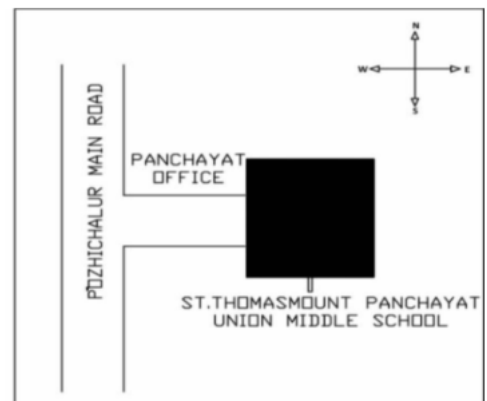 N
W E
S
POZHICHALUR MAIN ROAD
PANCHAYAT
OFFICE
ST.THOMASMOUNT PANCHAYAT
UNION MIDDLE SCHOOL